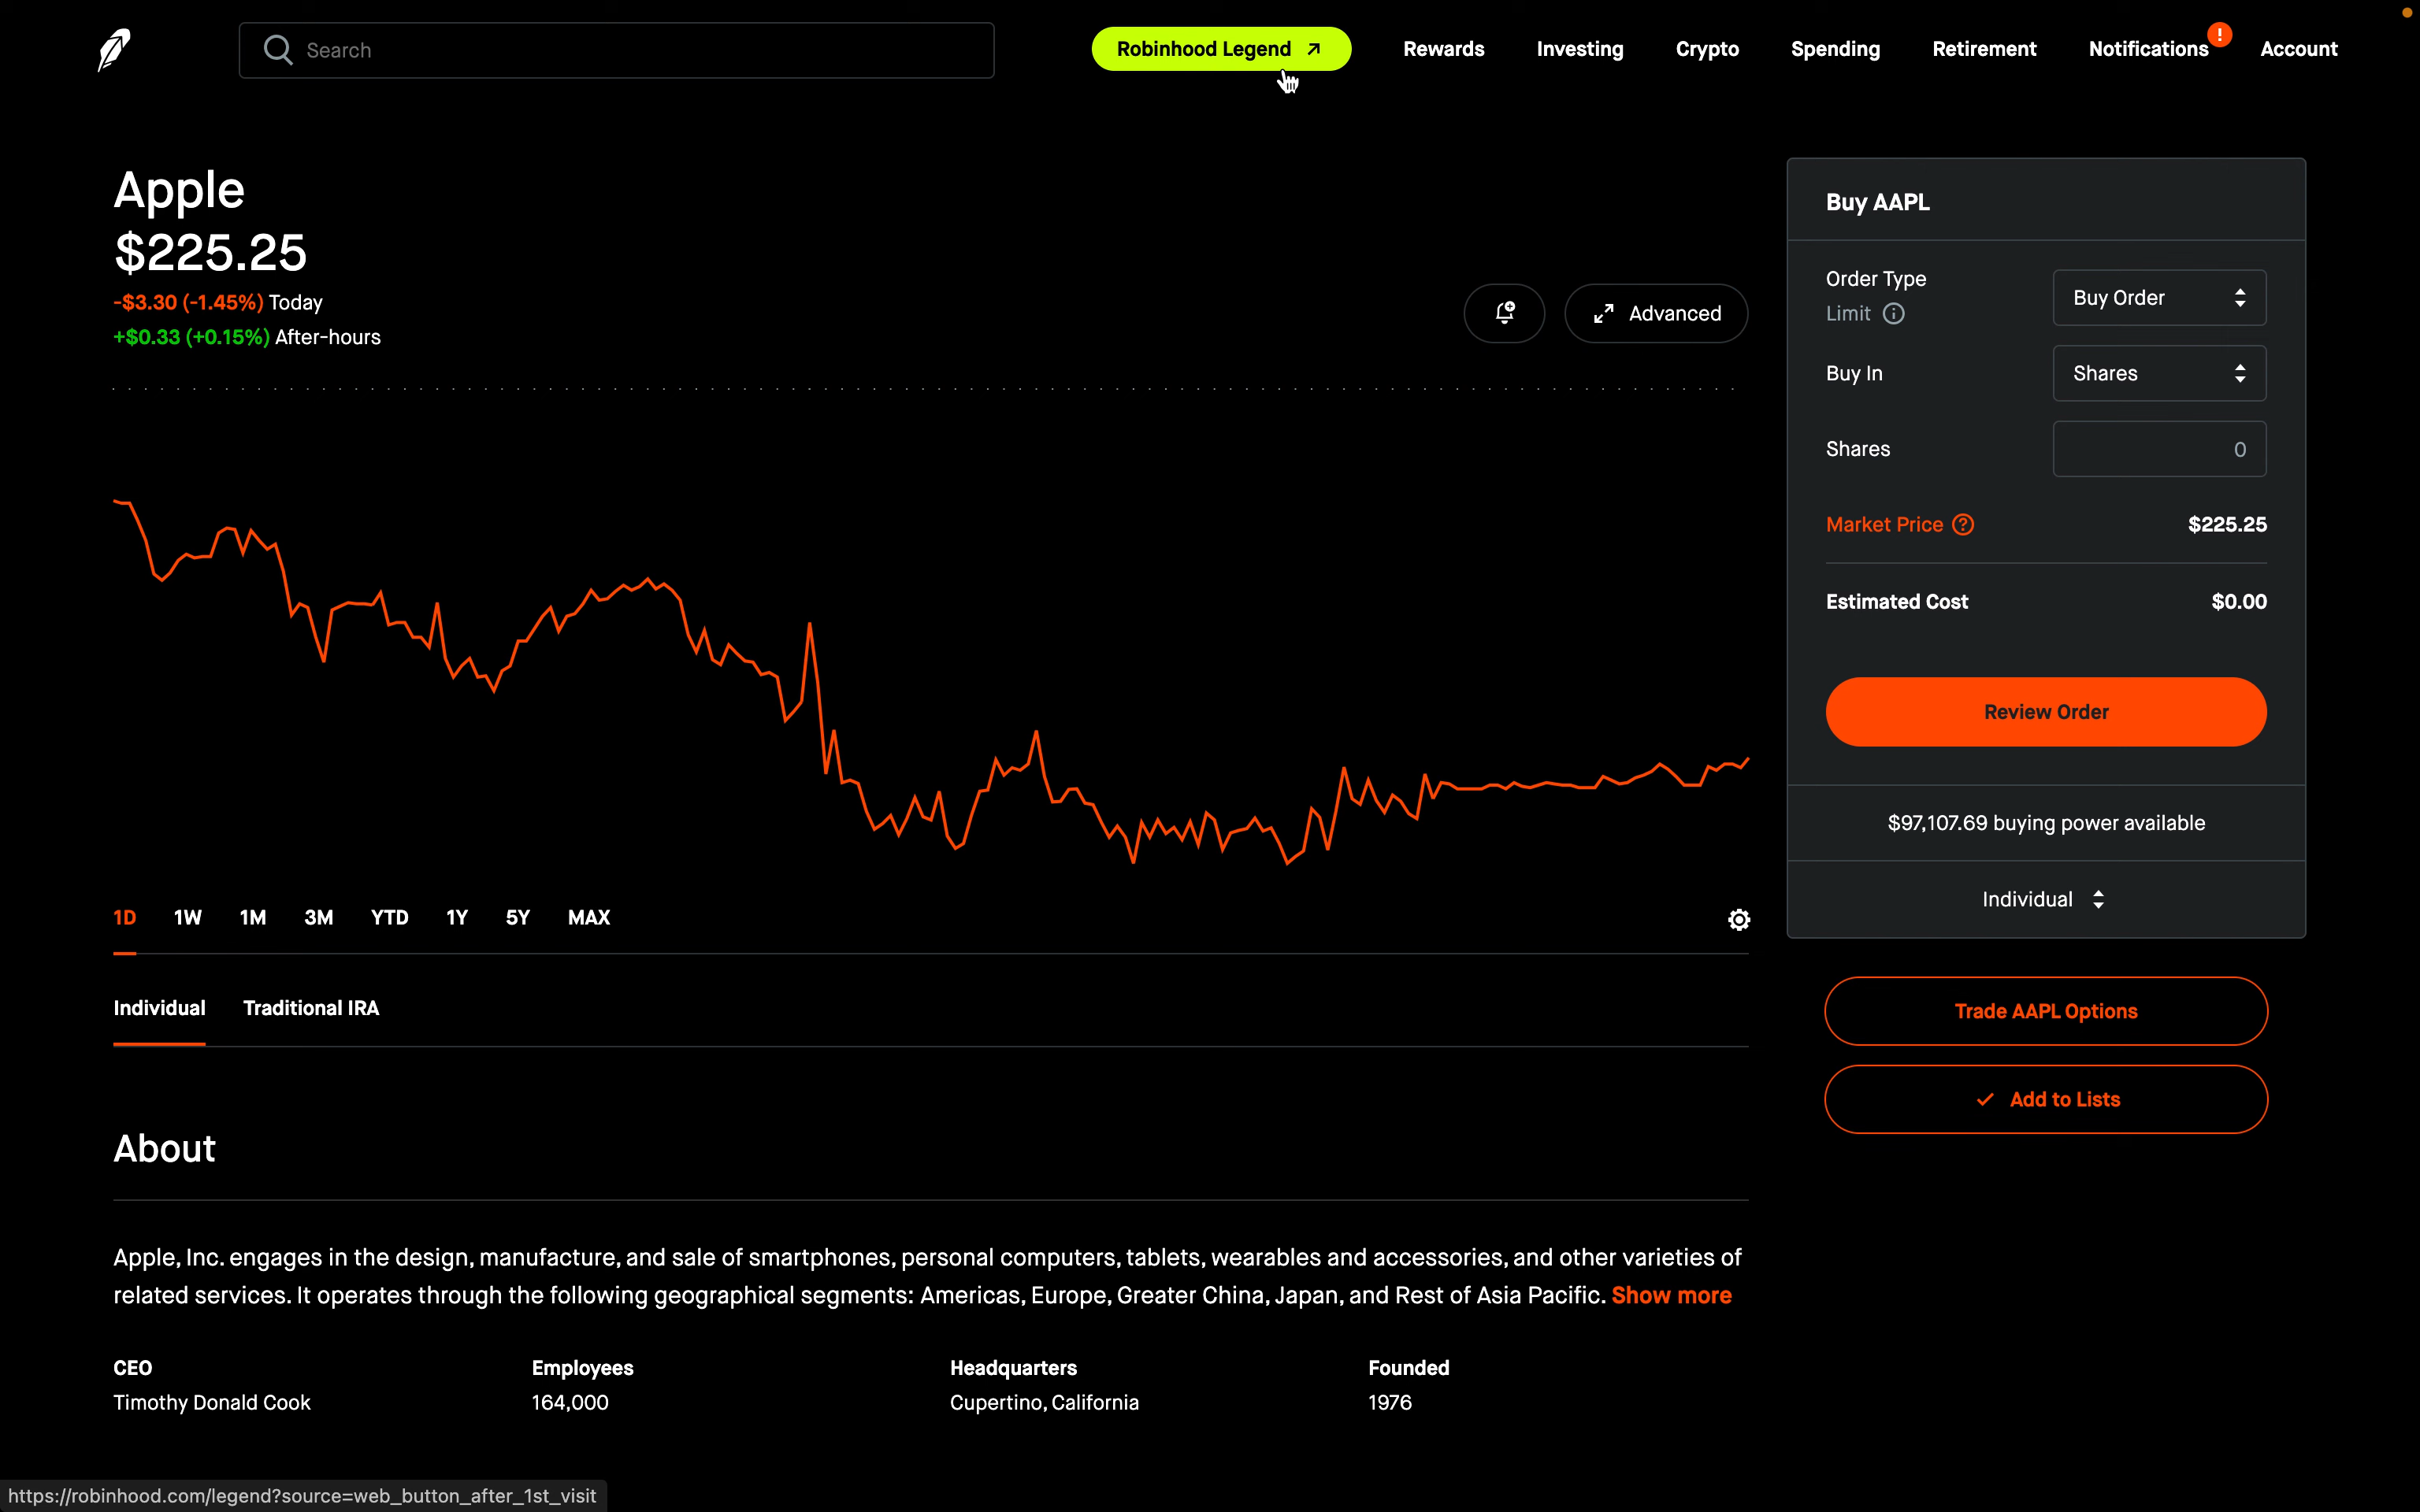 Search
Robinhood Legend
Rewards
Investing
Crypto
Spending
Retirement
Notifications
!
Account
Apple
$225.25
-$3.30 (-1.45%) Today
+$0.33 (+0.15%) After-hours
Advanced
1D
1W
1M
3M
YTD
1Y
5Y
MAX
Individual
Traditional IRA
About
Apple, Inc. engages in the design, manufacture, and sale of smartphones, personal computers, tablets, wearables and accessories, and other varieties of
related services. It operates through the following geographical segments: Americas, Europe, Greater China, Japan, and Rest of Asia Pacific. Show more
CEO
Timothy Donald Cook
Employees
164,000
Headquarters
Cupertino, California
Founded
1976
Buy AAPL
Order Type
Limit
Buy Order
Buy In
Shares
Shares
0
Market Price ?
$225.25
Estimated Cost
$0.00
Review Order
$97,107.69 buying power available
Individual
Trade AAPL Options
Add to Lists
https://robinhood.com/legend?source=web_button_after_1st_visit